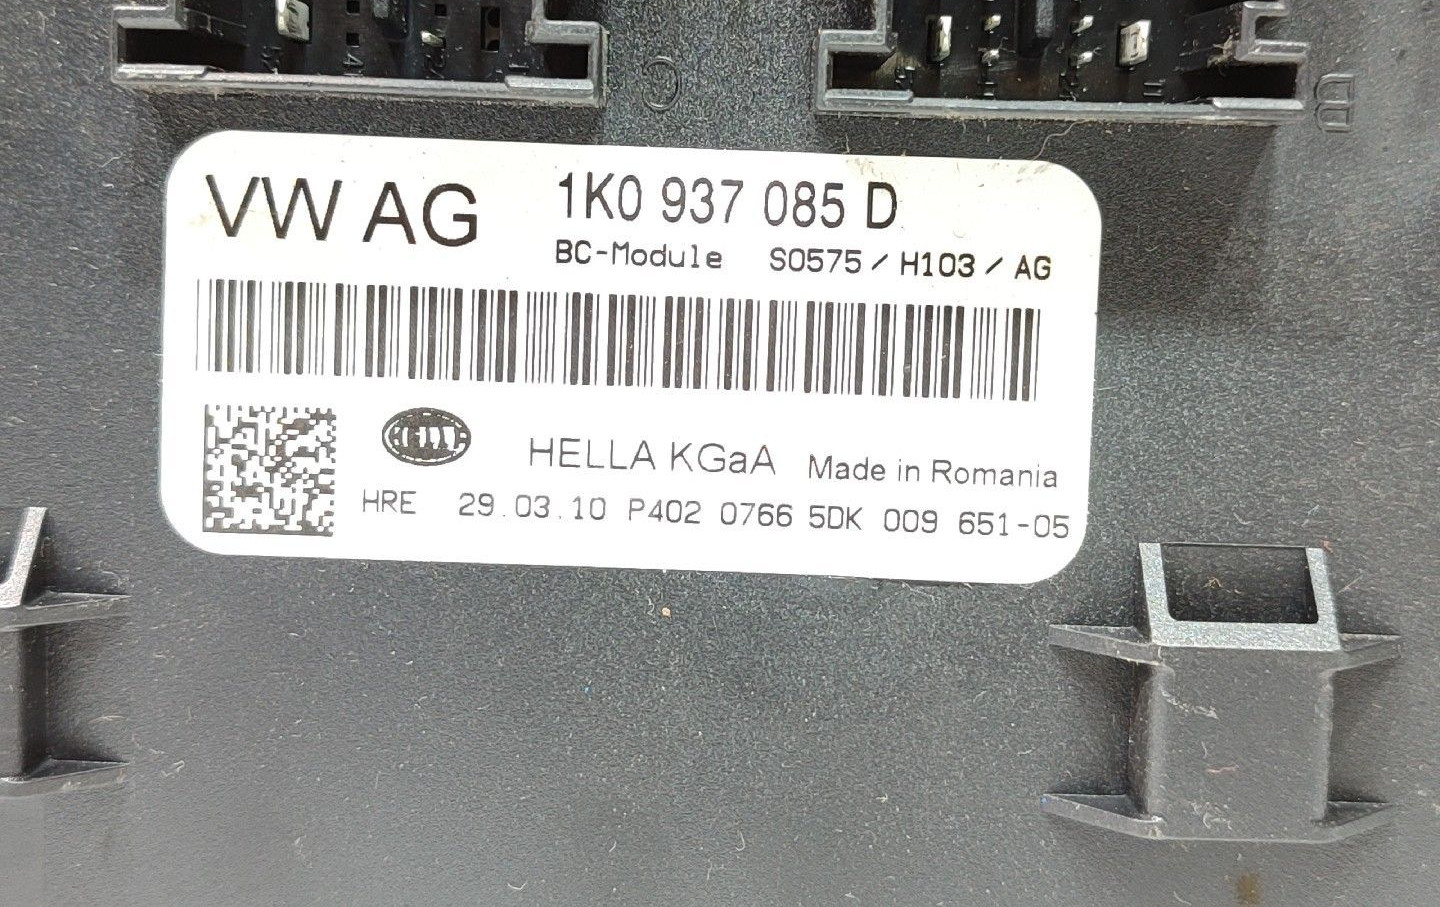 C
B
VW AG
1K0 937 085 D
BC-Module S0575 / H103 / AG
HELLA
HELLA KGaA Made in Romania
HRE 29.03.10 P402 0766 5DK 009 651-05